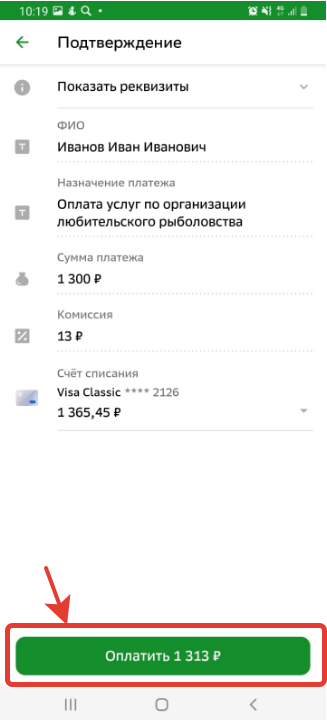 10:19
Подтверждение
Показать реквизиты
ФИО
Иванов Иван Иванович
Назначение платежа
Оплата услуг по организации
любительского рыболовства
Сумма платежа
1 300 ₽
Комиссия
13 ₽
Счёт списания
Visa Classic **** 2126
1 365,45 ₽
Оплатить 1 313 ₽